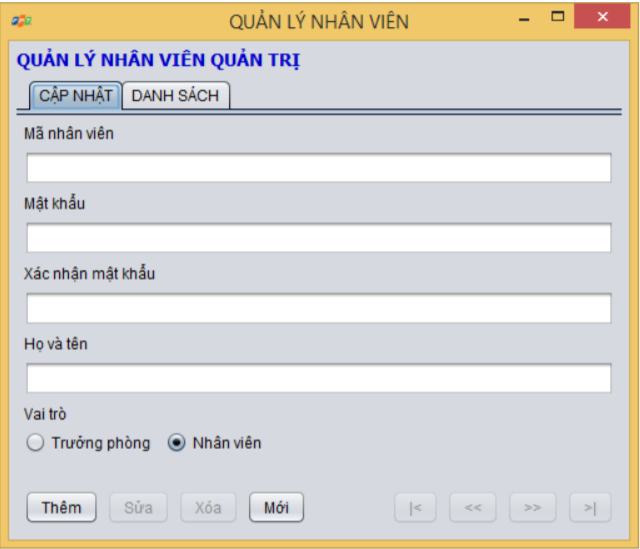 QUẢN LÝ NHÂN VIÊN
QUẢN LÝ NHÂN VIÊN QUẢN TRỊ
CẬP NHẬT DANH SÁCH
Mã nhân viên
Mật khẩu
Xác nhận mật khẩu
Họ và tên
Vai trò
Trưởng phòng Nhân viên
Thêm Sửa Xóa Mới |< << >> >|